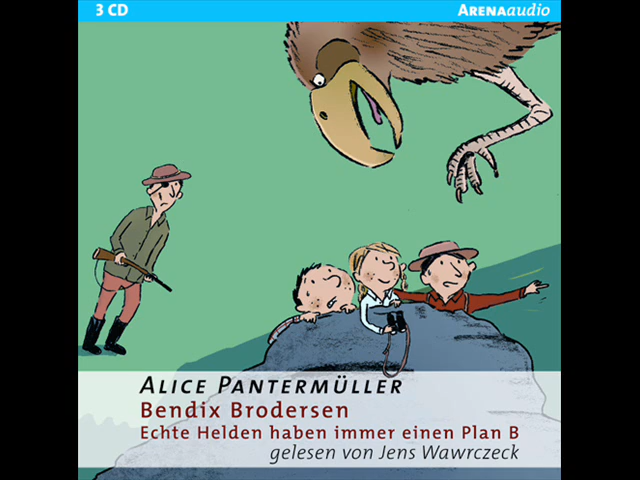 3 CD
ARENAaudio
ALICE PANTERMÜLLER
Bendix Brodersen
Echte Helden haben immer einen Plan B
gelesen von Jens Wawrczeck